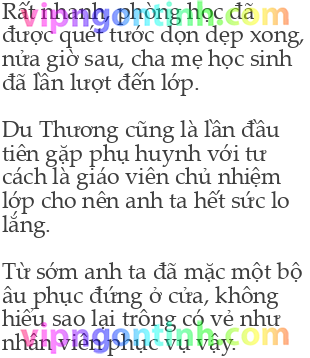 Rất nhanh, phòng học đã
được quét tước dọn dẹp xong,
nửa giờ sau, cha mẹ học sinh
đã lần lượt đến lớp.
Du Thương cũng là lần đầu
tiên gặp phụ huynh với tư
cách là giáo viên chủ nhiệm
lớp cho nên anh ta hết sức lo
lắng.
Từ sớm anh ta đã mặc một bộ
âu phục đứng ở cửa, không
hiểu sao lại trông có vẻ như
nhân viên phục vụ vậy.
vipngontinh.com
vipngontinh.com